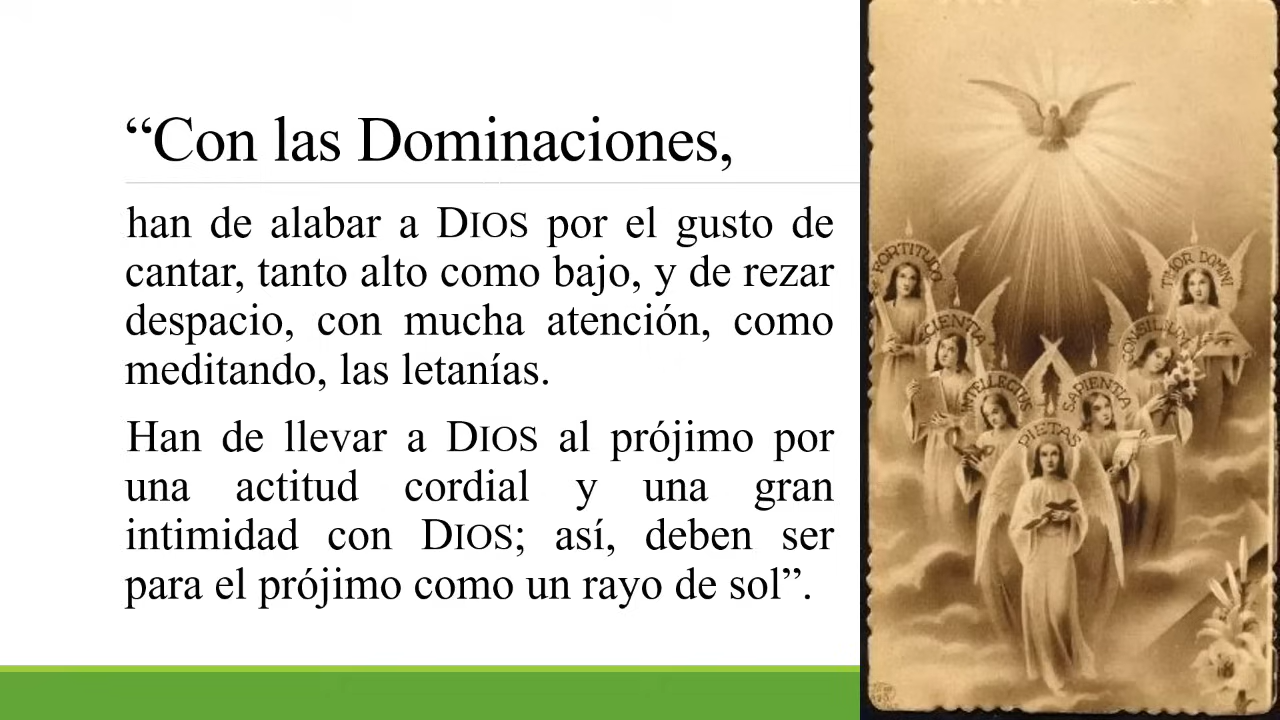 “Con las Dominaciones,
han de alabar a DIOS por el gusto de
cantar, tanto alto como bajo, y de rezar
despacio, con mucha atención, como
meditando, las letanías.
Han de llevar a DIOS al prójimo por
una actitud cordial y una gran
intimidad con DIOS; así, deben ser
para el prójimo como un rayo de sol”.
FORTITUDO
TIMOR DOMINI
SCIENTIA
CONSILIUM
INTELLECTUS
SAPIENTIA
PIETAS